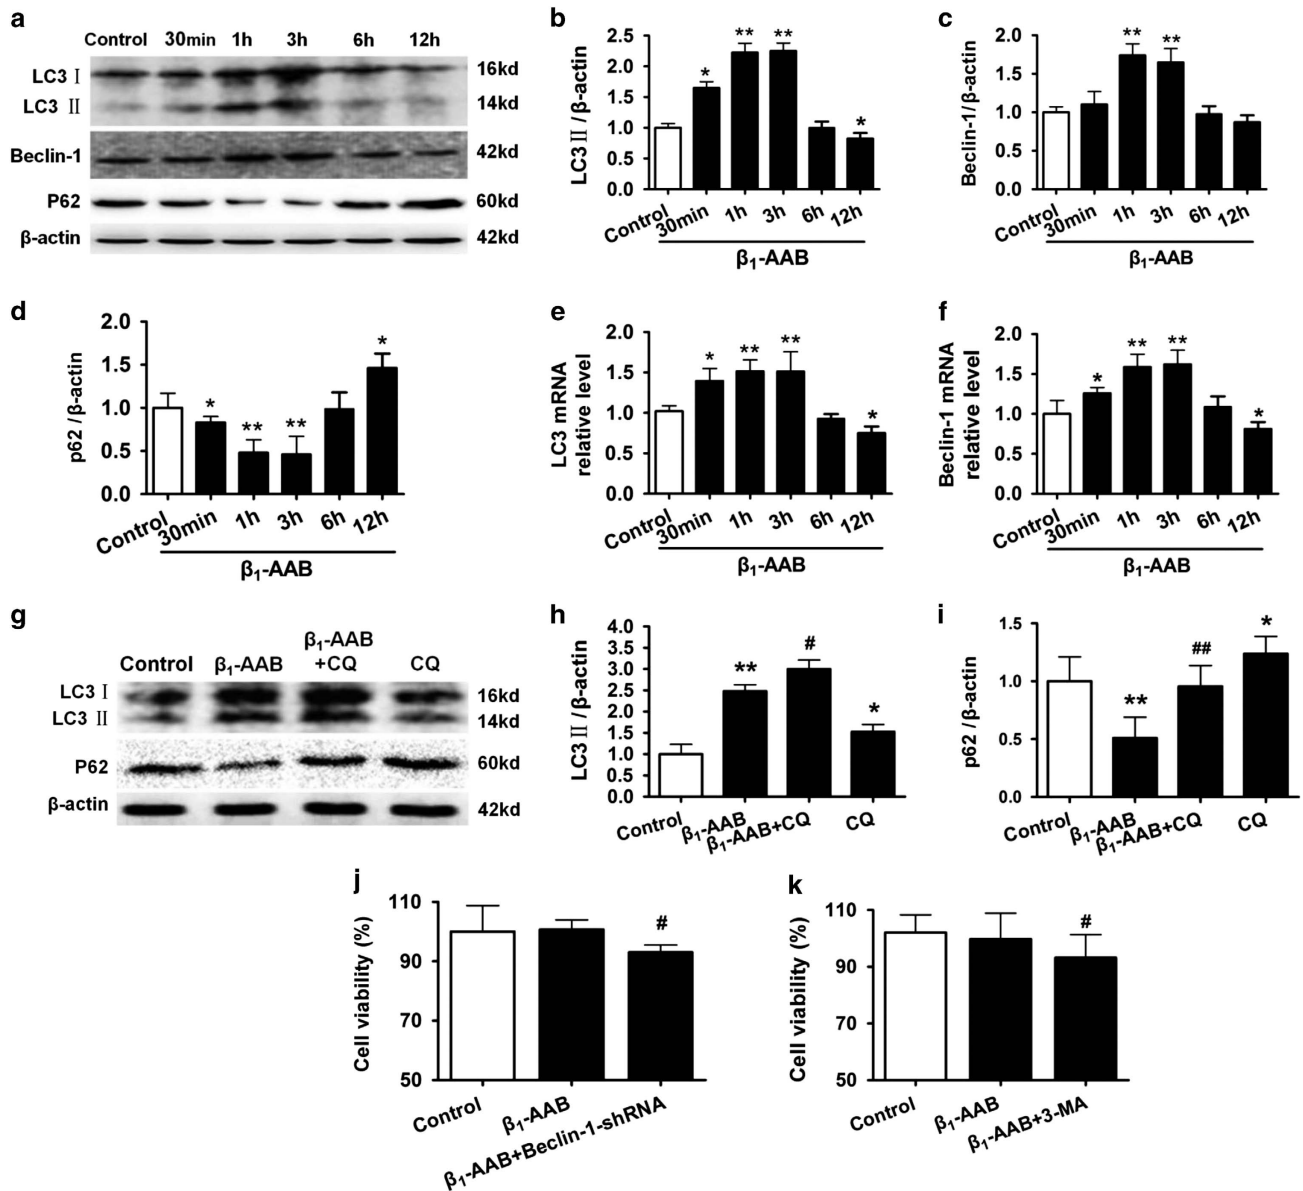 a
Control 30min 1h 3h 6h 12h
LC3 Ⅰ 16kd
LC3 Ⅱ 14kd
Beclin-1 42kd
P62 60kd
β-actin 42kd
b
LC3Ⅱ/β-actin
2.5
2.0
1.5
1.0
0.5
0.0
* ** ** *
Control 30min 1h 3h 6h 12h
β₁-AAB
c
Beclin-1/β-actin
2.0
1.5
1.0
0.5
0.0
** **
Control 30min 1h 3h 6h 12h
β₁-AAB
d
p62/β-actin
2.0
1.5
1.0
0.5
0.0
* ** ** *
Control 30min 1h 3h 6h 12h
β₁-AAB
e
LC3 mRNA
relative level
2.0
1.5
1.0
0.5
0.0
* ** ** *
Control 30min 1h 3h 6h 12h
β₁-AAB
f
Beclin-1 mRNA
relative level
2.0
1.5
1.0
0.5
0.0
* ** ** *
Control 30min 1h 3h 6h 12h
β₁-AAB
g
Control β₁-AAB β₁-AAB
+CQ CQ
LC3 Ⅰ 16kd
LC3 Ⅱ 14kd
P62 60kd
β-actin 42kd
h
LC3Ⅱ/β-actin
4.0
3.5
3.0
2.5
2.0
1.5
1.0
0.5
0.0
** # *
Control β₁-AAB β₁-AAB+CQ CQ
i
p62/β-actin
1.5
1.0
0.5
0.0
** ## *
Control β₁-AAB β₁-AAB+CQ CQ
j
Cell viability (%)
110
90
70
50
#
Control β₁-AAB β₁-AAB+Beclin-1-shRNA
k
Cell viability (%)
110
90
70
50
#
Control β₁-AAB β₁-AAB+3-MA